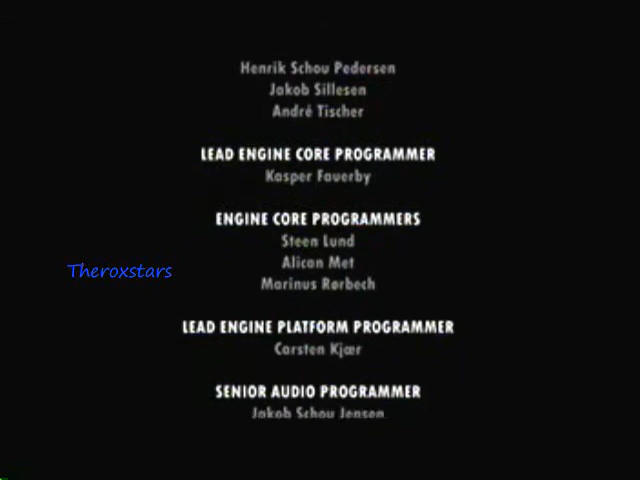 Henrik Schou Pedersen
Jakob Sillesen
André Tischer
LEAD ENGINE CORE PROGRAMMER
Kasper Fauerby
ENGINE CORE PROGRAMMERS
Steen Lund
Alican Met
Marinus Rørbech
Theroxstars
LEAD ENGINE PLATFORM PROGRAMMER
Carsten Kjær
SENIOR AUDIO PROGRAMMER
Jakob Schou Jensen